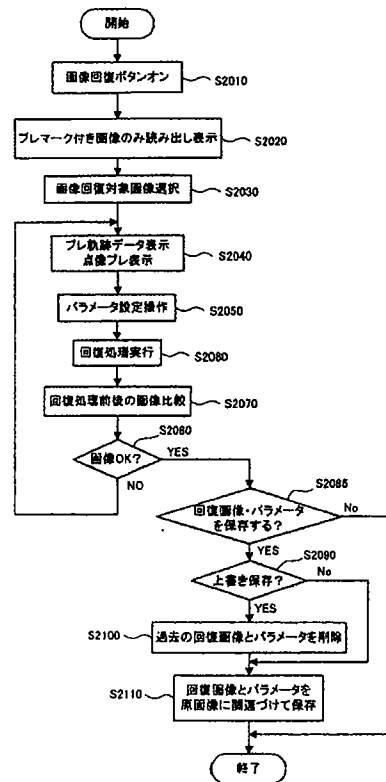 開始
画像回復ボタンオン
S2010
ブレマーク付き画像のみ読み出し表示
S2020
画像回復対象画像選択
S2030
ブレ軌跡データ表示
点像ブレ表示
S2040
パラメータ設定操作
S2050
回復処理実行
S2060
回復処理前後の画像比較
S2070
S2080
画像OK?
YES
NO
S2085
回復画像・パラメータ
を保存する?
No
YES
S2090
上書き保存?
No
YES
S2100
過去の回復画像とパラメータを削除
S2110
回復画像とパラメータを
原画像に関連づけて保存
終了